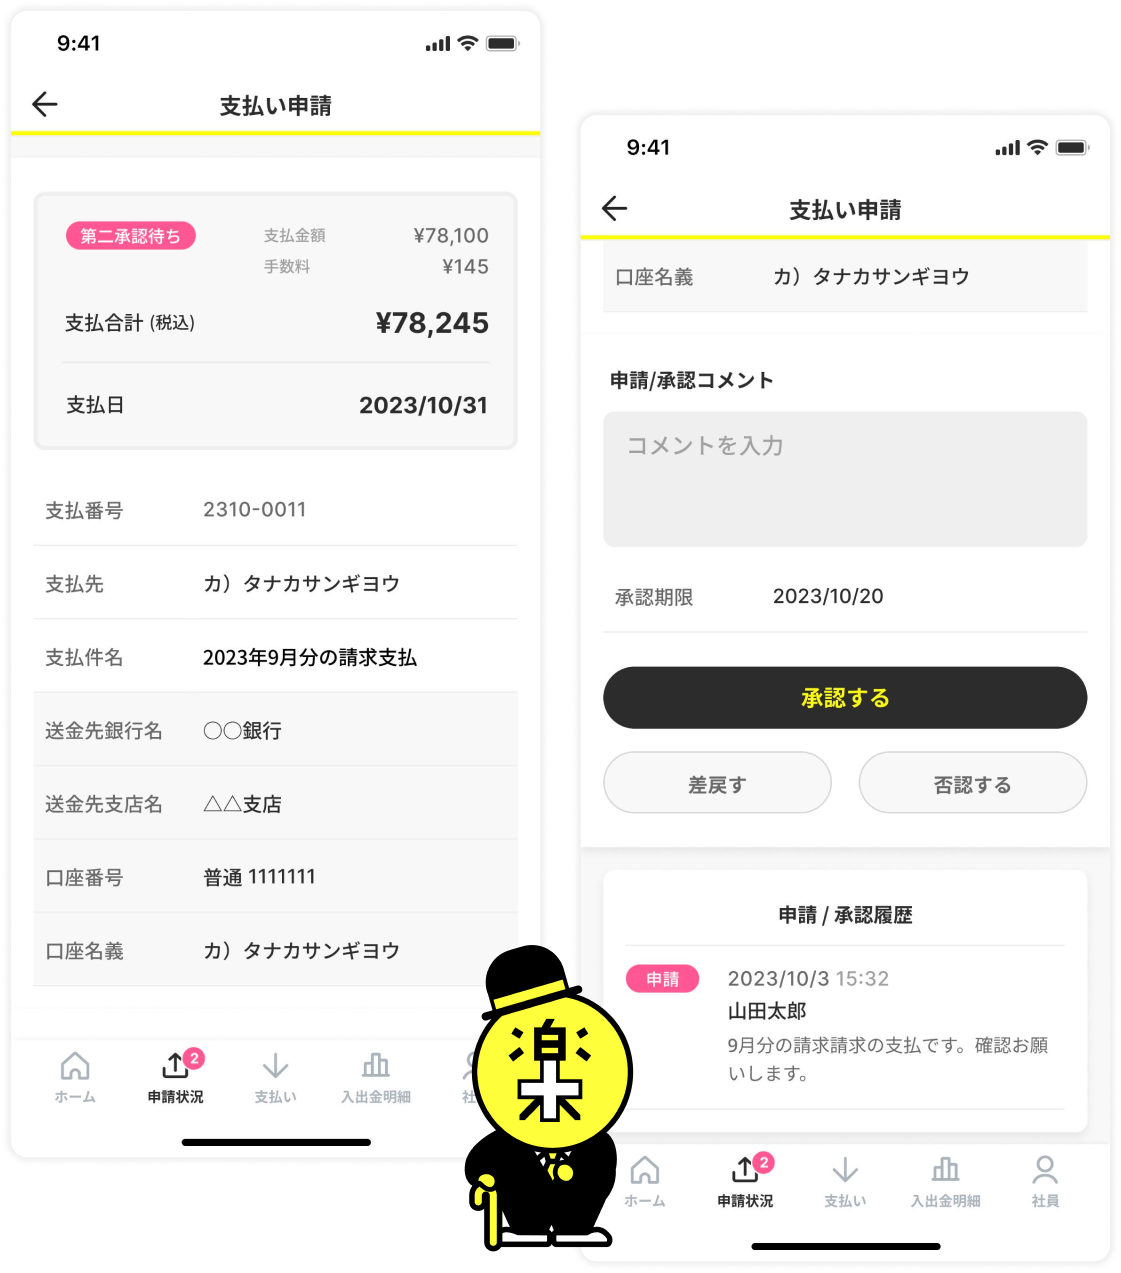 9:41
支払い申請
第二承認待ち
支払金額 ¥78,100
手数料 ¥145
支払合計 (税込) ¥78,245
支払日 2023/10/31
支払番号 2310-0011
支払先 カ）タナカサンギヨウ
支払件名 2023年9月分の請求支払
送金先銀行名 〇〇銀行
送金先支店名 △△支店
口座番号 普通 1111111
口座名義 カ）タナカサンギヨウ
2
ホーム 申請状況 支払い 入出金明細 社
楽
9:41
支払い申請
口座名義 カ）タナカサンギヨウ
申請/承認コメント
コメントを入力
承認期限 2023/10/20
承認する
差戻す 否認する
申請 / 承認履歴
申請 2023/10/3 15:32
山田太郎
9月分の請求請求の支払です。確認お願
いします。
2
ホーム 申請状況 支払い 入出金明細 社員